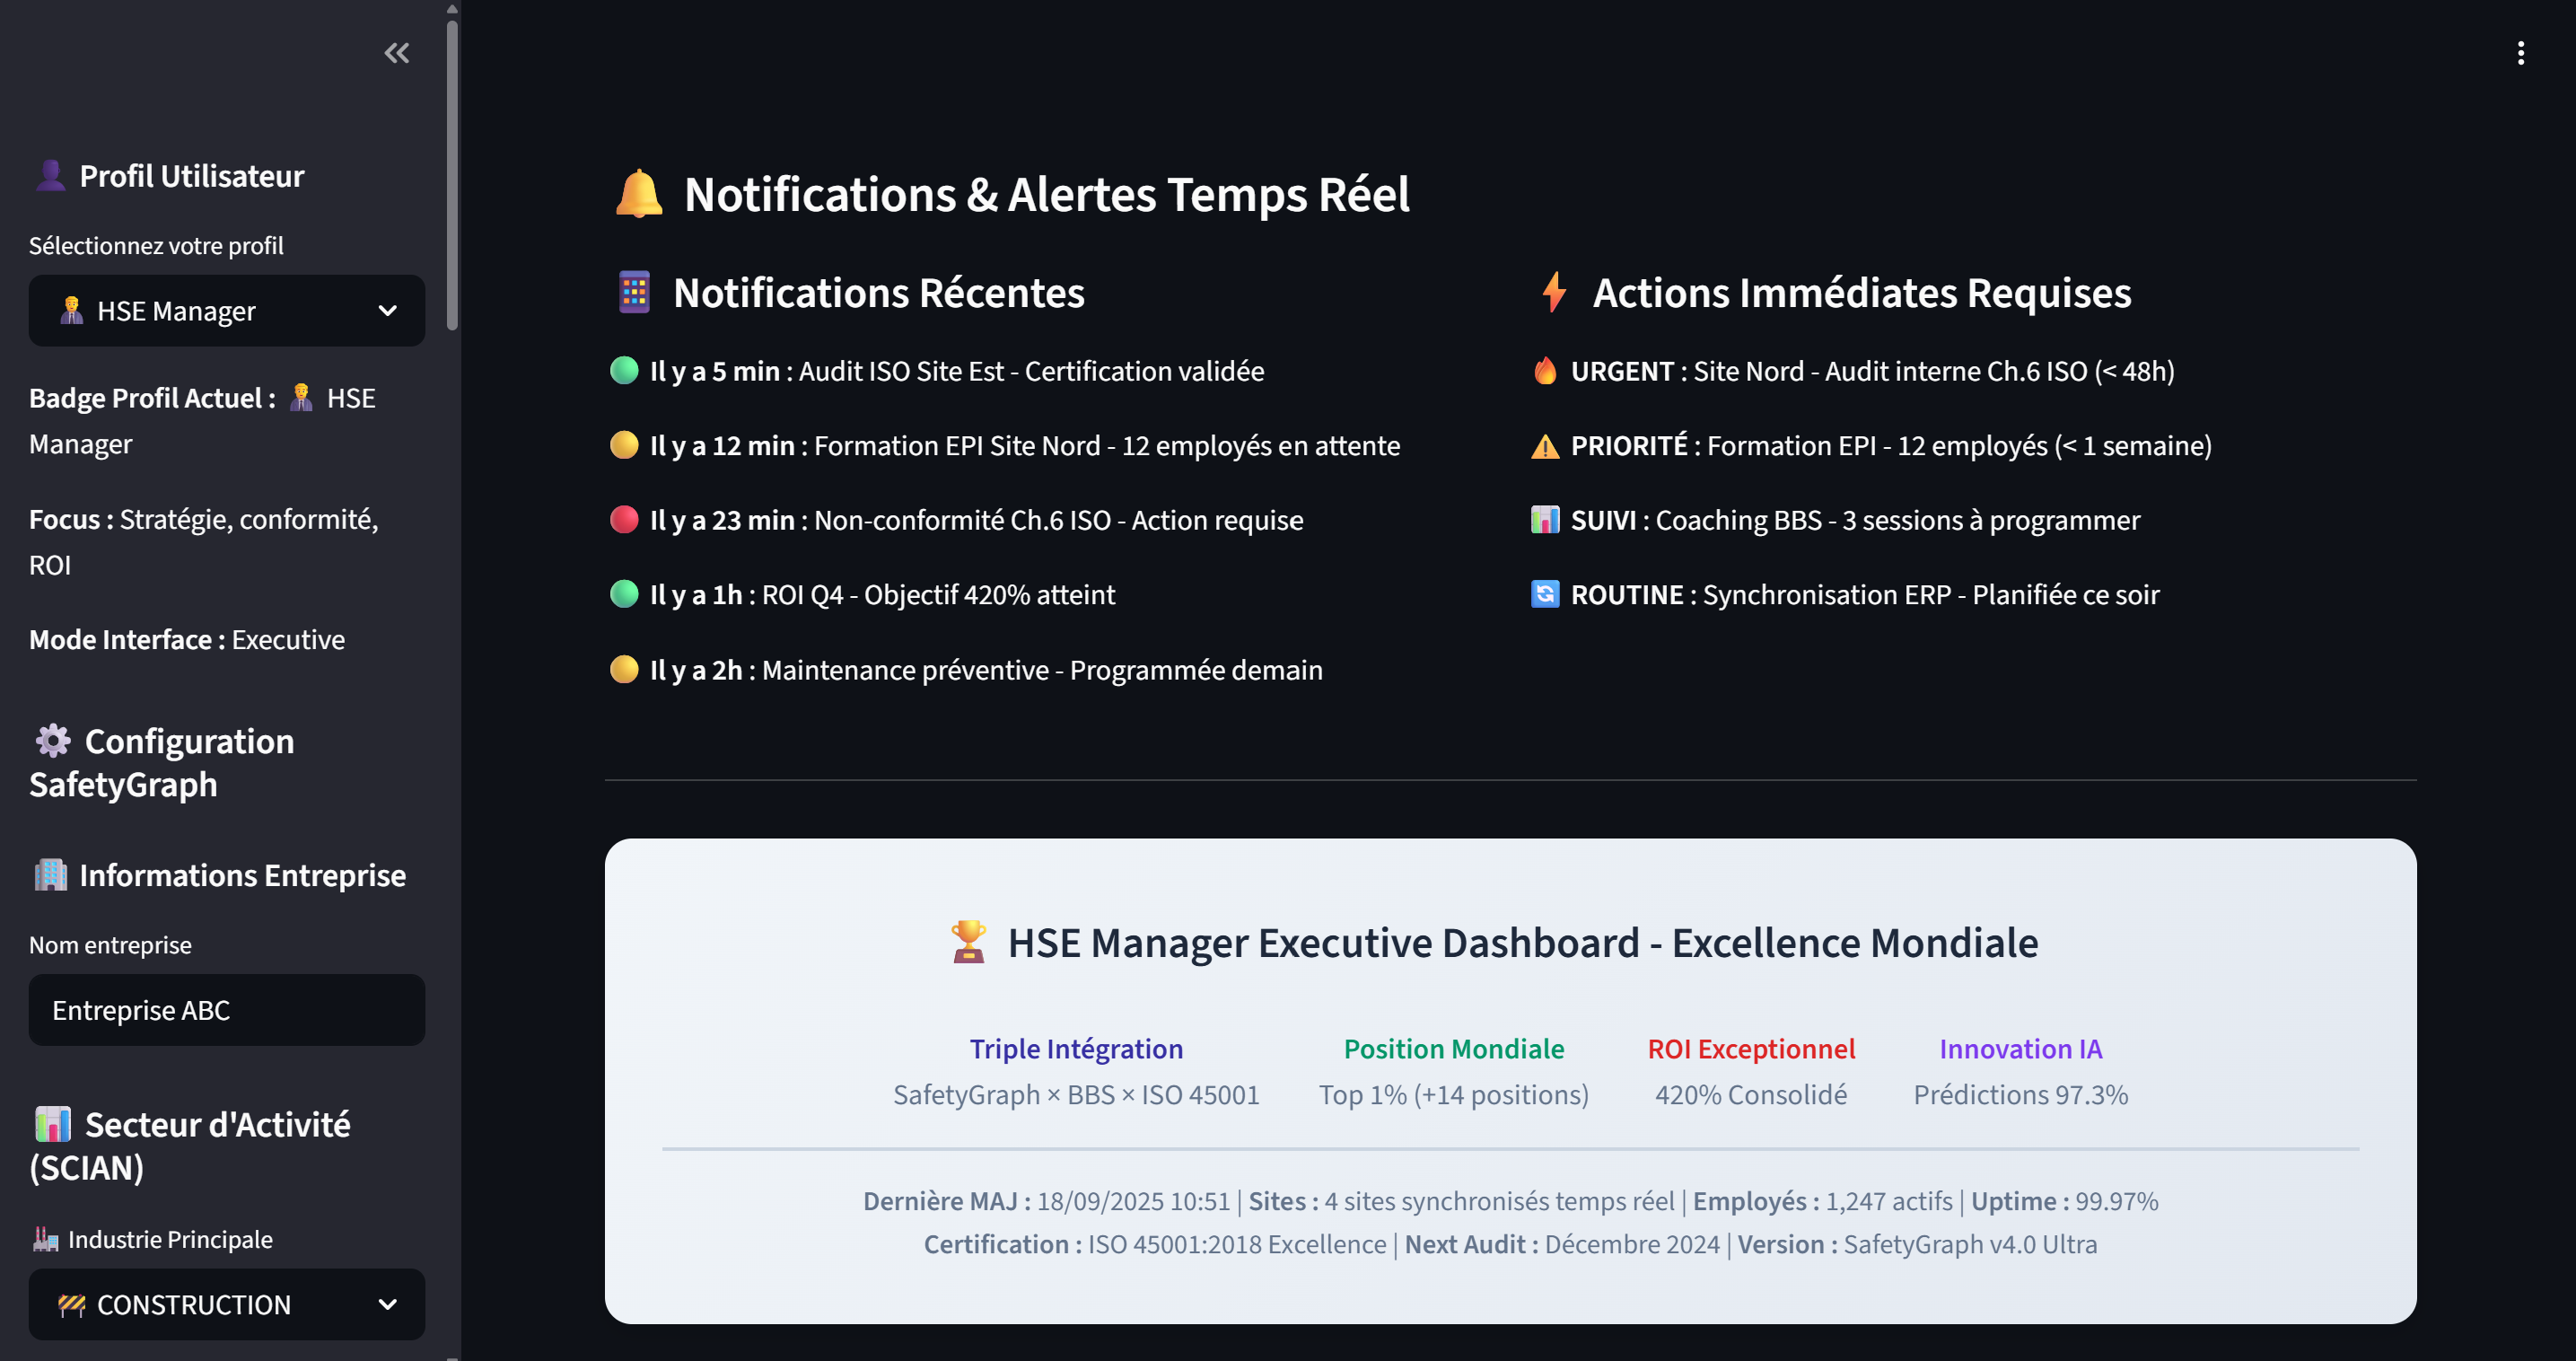 Profil Utilisateur
Sélectionnez votre profil
HSE Manager
Badge Profil Actuel : HSE
Manager
Focus : Stratégie, conformité,
ROI
Mode Interface : Executive
Configuration
SafetyGraph
Informations Entreprise
Nom entreprise
Entreprise ABC
Secteur d'Activité
(SCIAN)
Industrie Principale
CONSTRUCTION
Notifications & Alertes Temps Réel
Notifications Récentes
Il y a 5 min : Audit ISO Site Est - Certification validée
Il y a 12 min : Formation EPI Site Nord - 12 employés en attente
Il y a 23 min : Non-conformité Ch.6 ISO - Action requise
Il y a 1h : ROI Q4 - Objectif 420% atteint
Il y a 2h : Maintenance préventive - Programmée demain
Actions Immédiates Requises
URGENT : Site Nord - Audit interne Ch.6 ISO (< 48h)
PRIORITÉ : Formation EPI - 12 employés (< 1 semaine)
SUIVI : Coaching BBS - 3 sessions à programmer
ROUTINE : Synchronisation ERP - Planifiée ce soir
HSE Manager Executive Dashboard - Excellence Mondiale
Triple Intégration
SafetyGraph × BBS × ISO 45001
Position Mondiale
Top 1% (+14 positions)
ROI Exceptionnel
420% Consolidé
Innovation IA
Prédictions 97.3%
Dernière MAJ : 18/09/2025 10:51 | Sites : 4 sites synchronisés temps réel | Employés : 1,247 actifs | Uptime : 99.97%
Certification : ISO 45001:2018 Excellence | Next Audit : Décembre 2024 | Version : SafetyGraph v4.0 Ultra